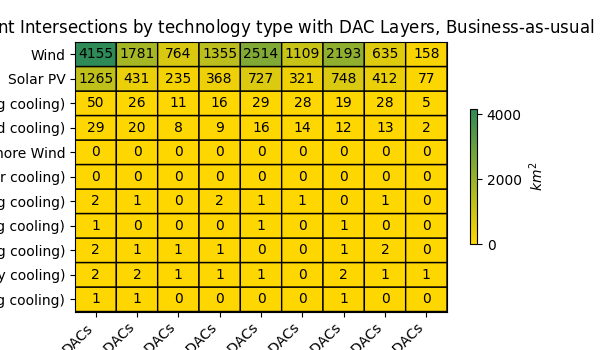 nt Intersections by technology type with DAC Layers, Business-as-usual
Wind 4155 1781 764 1355 2514 1109 2193 635 158
Solar PV 1265 431 235 368 727 321 748 412 77
g cooling) 50 26 11 16 29 28 19 28 5
d cooling) 29 20 8 9 16 14 12 13 2
nore Wind 0 0 0 0 0 0 0 0 0
r cooling) 0 0 0 0 0 0 0 0 0
g cooling) 2 1 0 2 1 1 0 1 0
g cooling) 1 0 0 0 1 0 1 0 0
g cooling) 2 1 1 1 0 0 1 2 0
y cooling) 2 2 1 1 1 0 2 1 1
g cooling) 1 1 0 0 0 0 1 0 0
DACs DACs DACs DACs DACs DACs DACs DACs DACs
4000
2000
0
km²